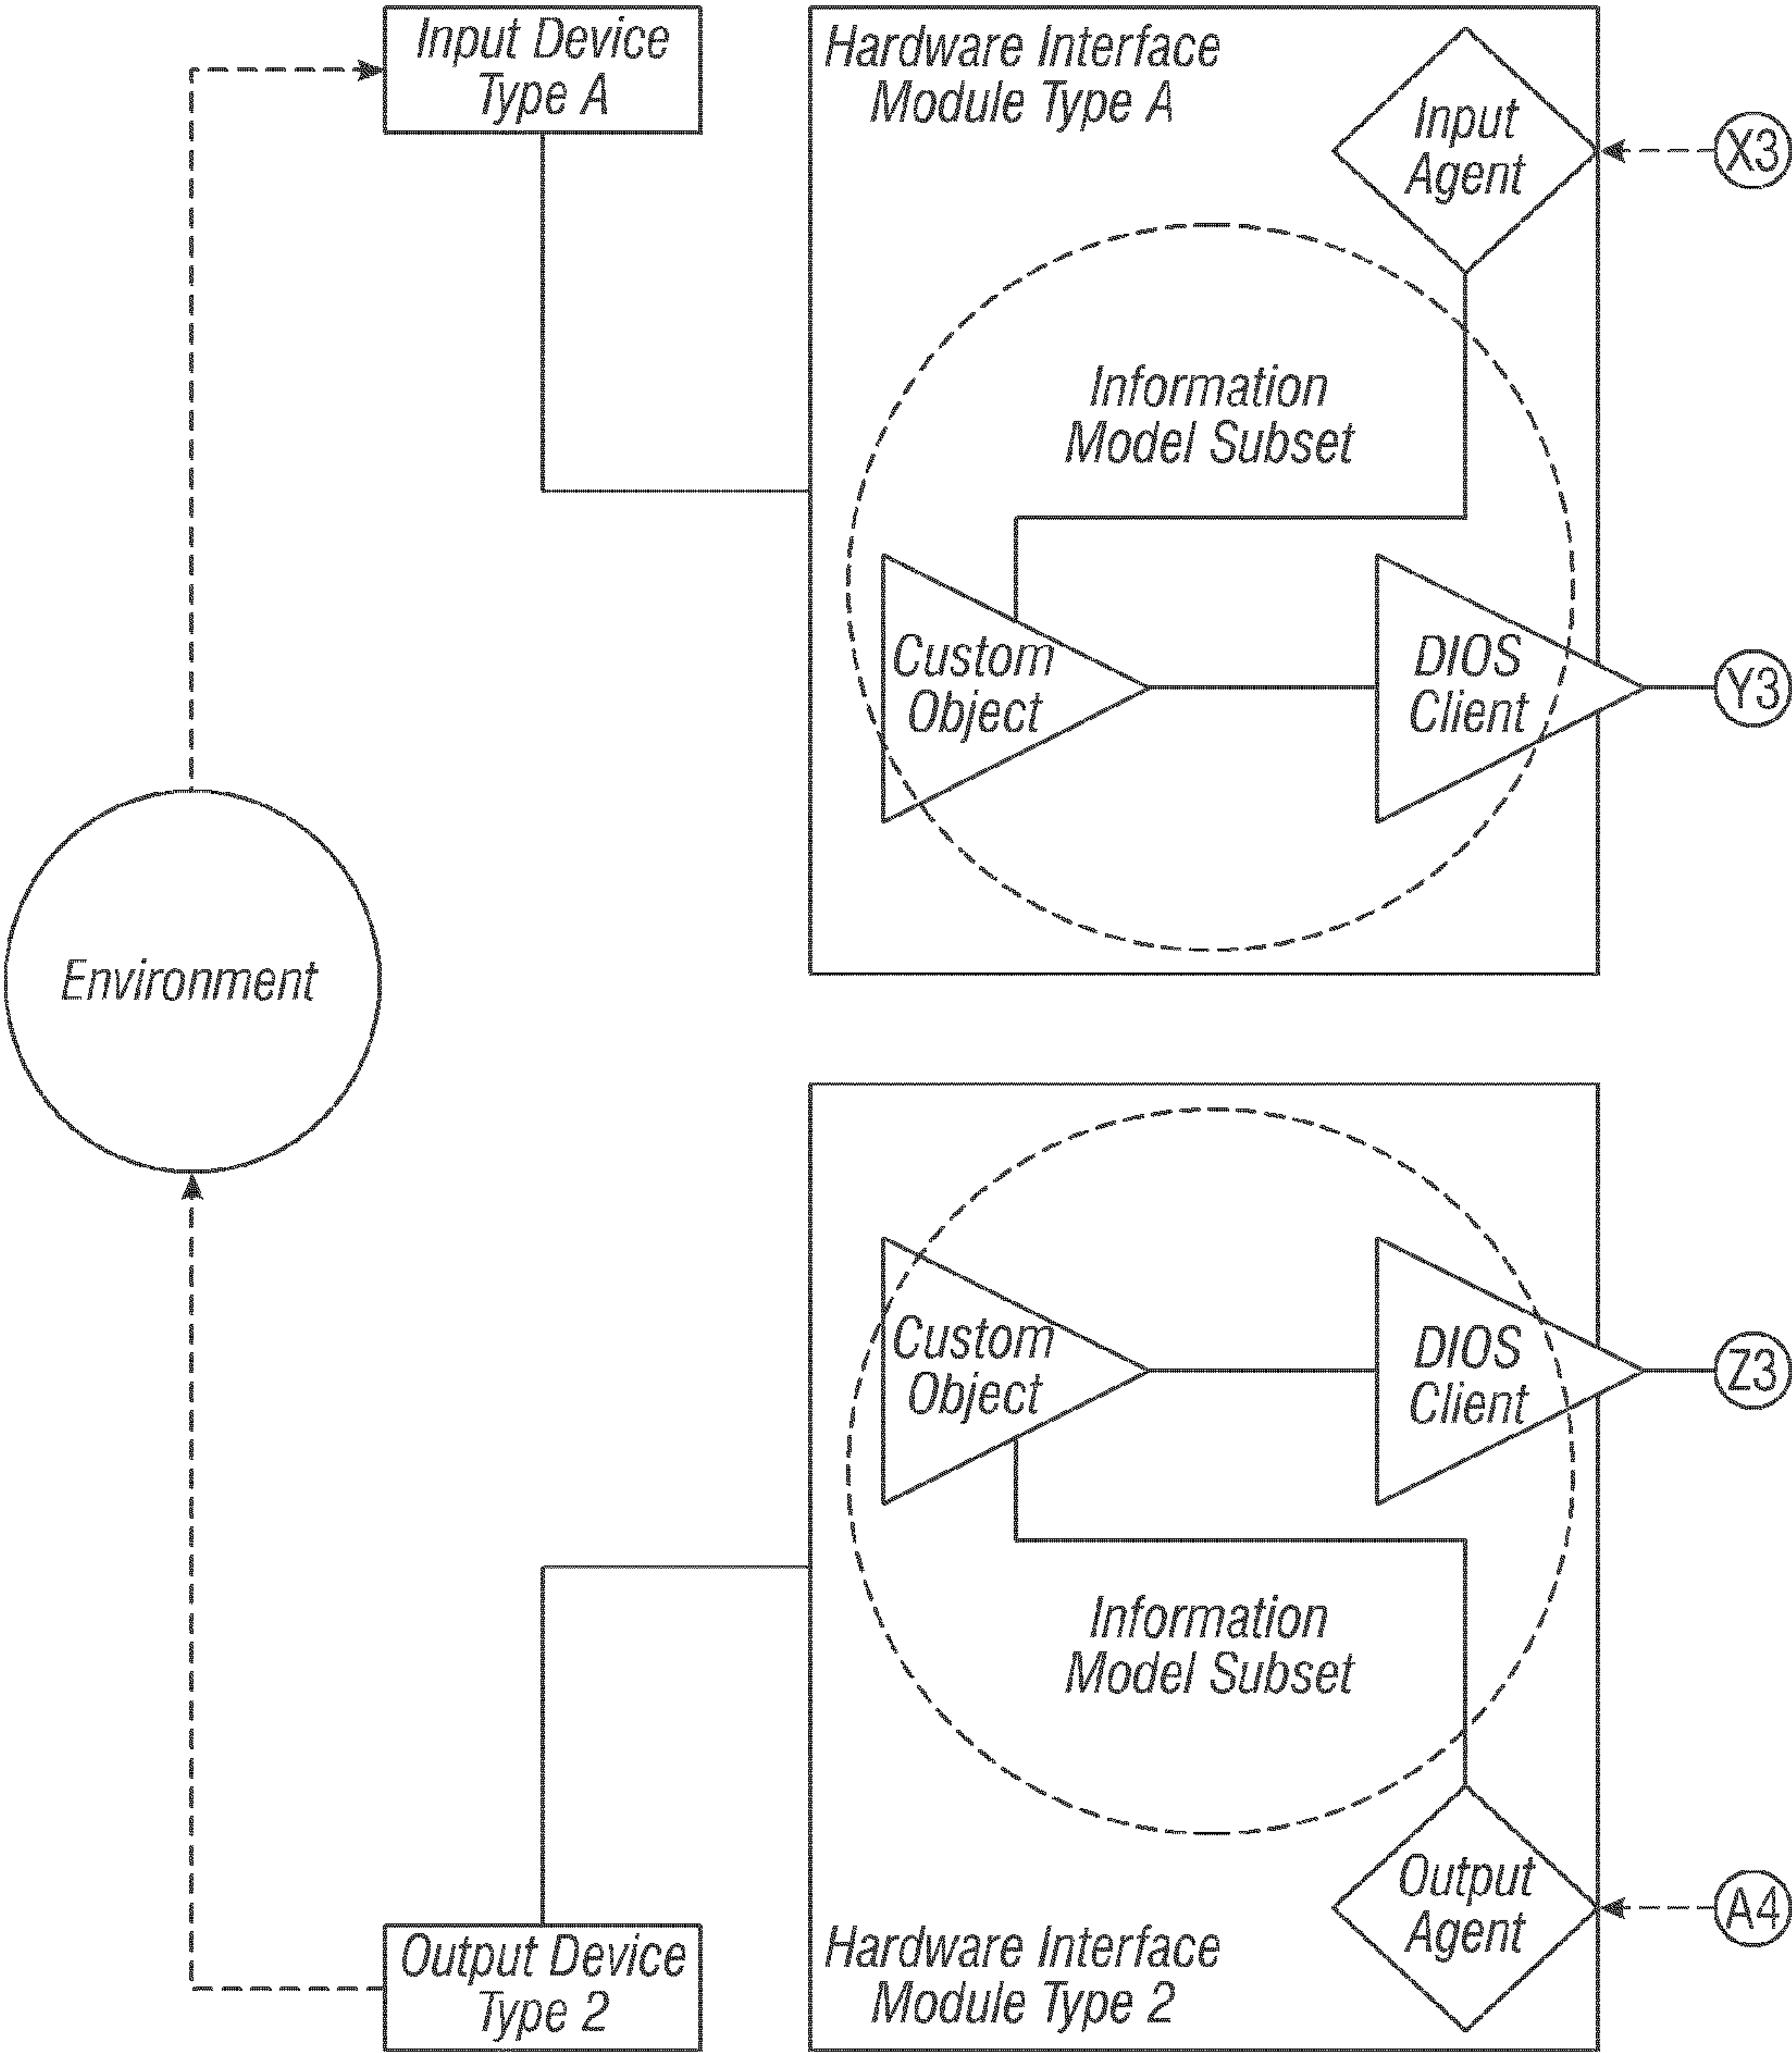 Input Device
Type A
Hardware Interface
Module Type A
Input
Agent
X3
Information
Model Subset
Custom
Object
DIOS
Client
Y3
Environment
Custom
Object
DIOS
Client
Z3
Information
Model Subset
Output
Agent
A4
Output Device
Type 2
Hardware Interface
Module Type 2